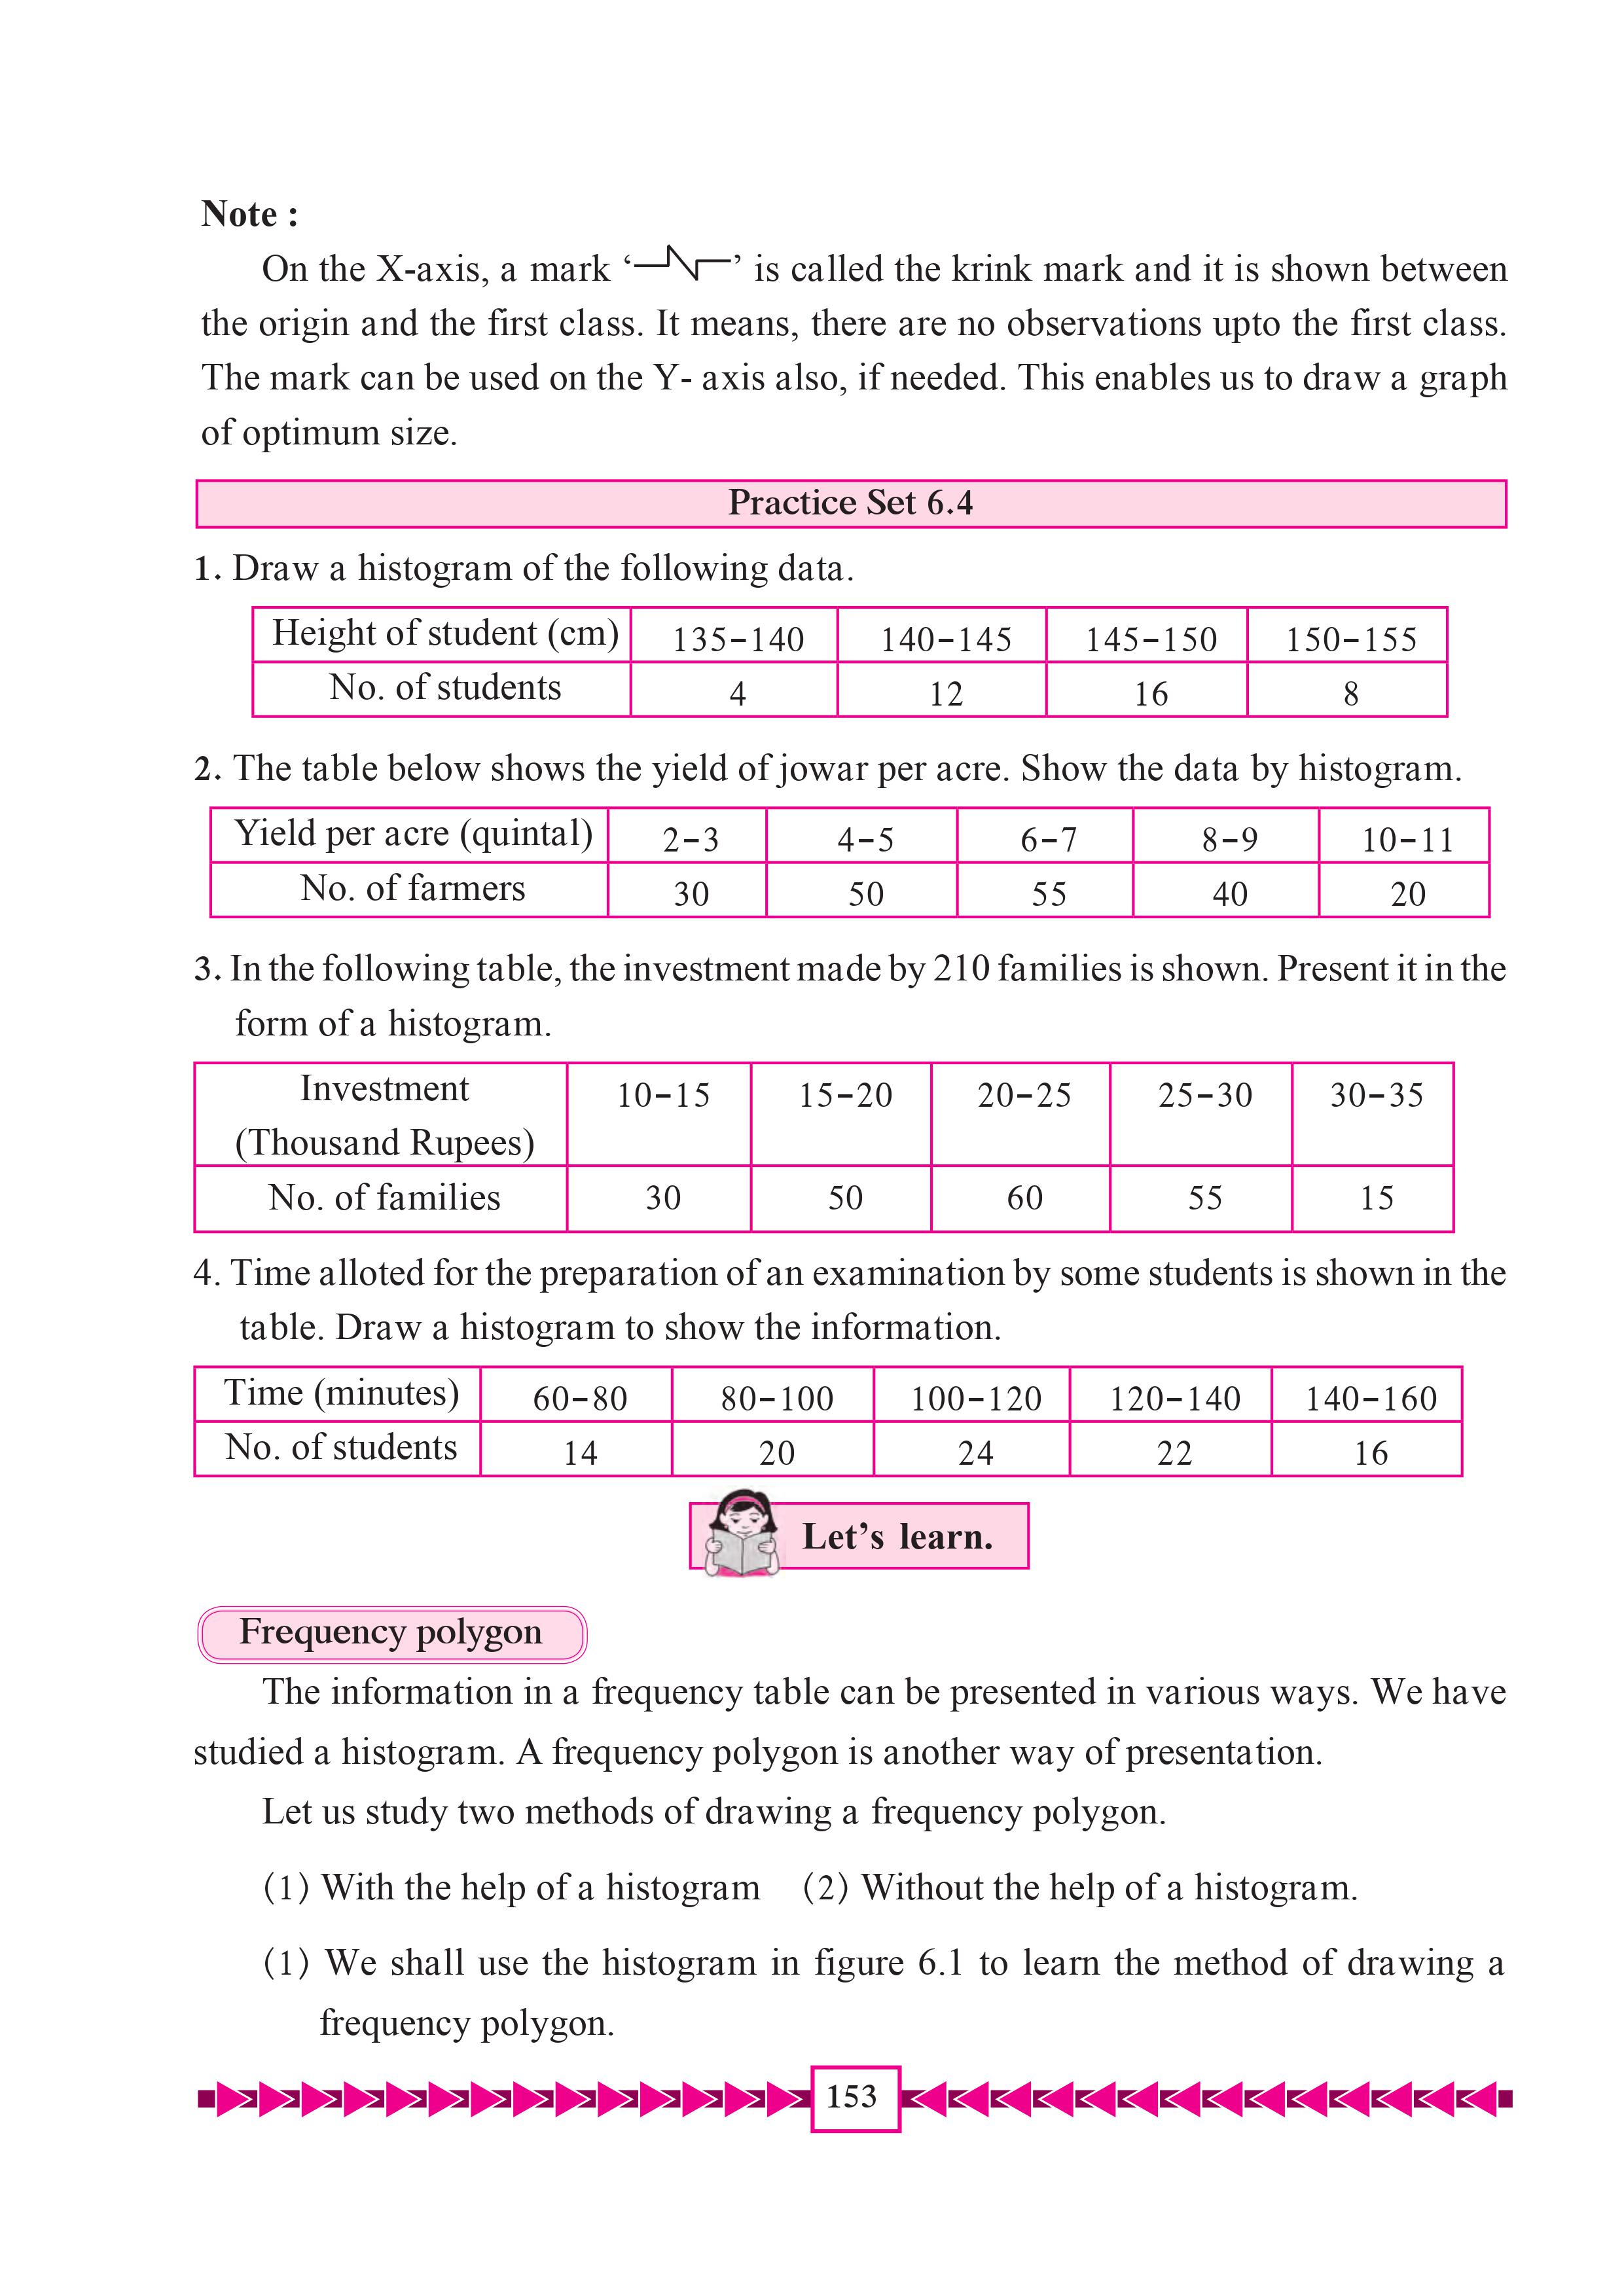 Note :
On the X-axis, a mark ‘ ’ is called the krink mark and it is shown between
the origin and the first class. It means, there are no observations upto the first class.
The mark can be used on the Y- axis also, if needed. This enables us to draw a graph
of optimum size.
Practice Set 6.4
1. Draw a histogram of the following data.
Height of student (cm) 135-140 140-145 145-150 150-155
No. of students 4 12 16 8
2. The table below shows the yield of jowar per acre. Show the data by histogram.
Yield per acre (quintal) 2-3 4-5 6-7 8-9 10-11
No. of farmers 30 50 55 40 20
3. In the following table, the investment made by 210 families is shown. Present it in the
form of a histogram.
Investment 10-15 15-20 20-25 25-30 30-35
(Thousand Rupees)
No. of families 30 50 60 55 15
4. Time alloted for the preparation of an examination by some students is shown in the
table. Draw a histogram to show the information.
Time (minutes) 60-80 80-100 100-120 120-140 140-160
No. of students 14 20 24 22 16
Let’s learn.
Frequency polygon
The information in a frequency table can be presented in various ways. We have
studied a histogram. A frequency polygon is another way of presentation.
Let us study two methods of drawing a frequency polygon.
(1) With the help of a histogram (2) Without the help of a histogram.
(1) We shall use the histogram in figure 6.1 to learn the method of drawing a
frequency polygon.
153